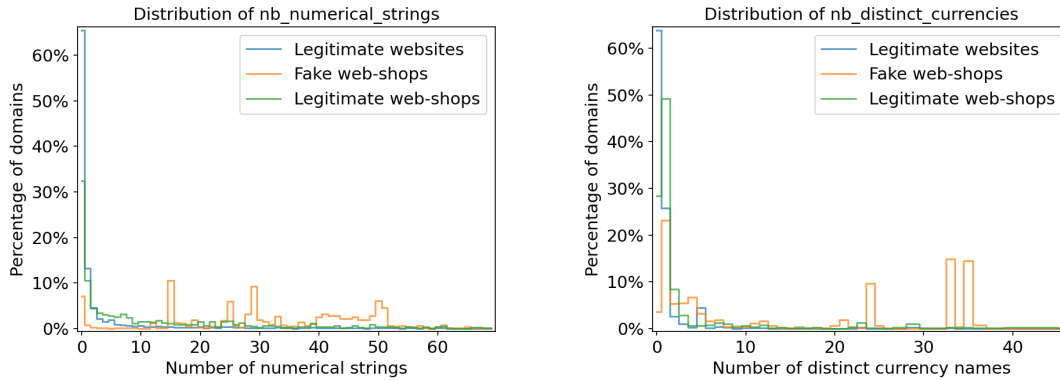 Distribution of nb_numerical_strings
60%
50%
40%
30%
20%
10%
0%
Percentage of domains
Legitimate websites
Fake web-shops
Legitimate web-shops
0 10 20 30 40 50 60
Number of numerical strings
Distribution of nb_distinct_currencies
60%
50%
40%
30%
20%
10%
0%
Percentage of domains
Legitimate websites
Fake web-shops
Legitimate web-shops
0 10 20 30 40
Number of distinct currency names